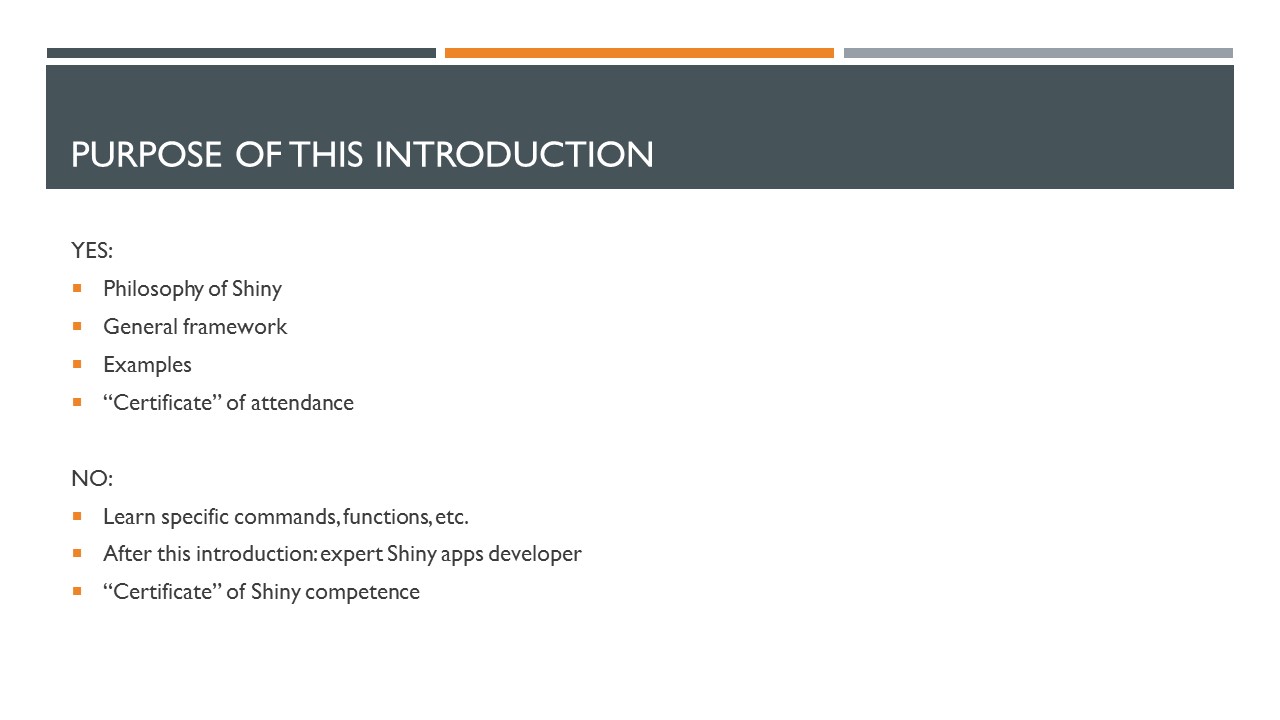 PURPOSE OF THIS INTRODUCTION
YES:
Philosophy of Shiny
General framework
Examples
“Certificate” of attendance
NO:
Learn specific commands, functions, etc.
After this introduction: expert Shiny apps developer
“Certificate” of Shiny competence